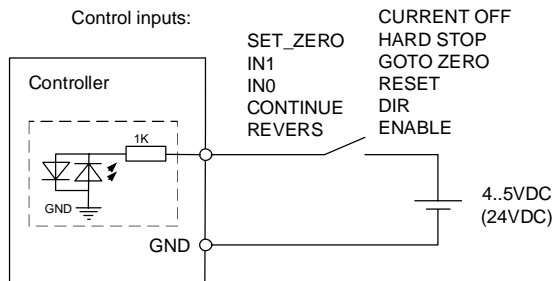 Control inputs:
SET_ZERO
IN1
IN0
CONTINUE
REVERS
CURRENT OFF
HARD STOP
GOTO ZERO
RESET
DIR
ENABLE
Controller
1K
GND
GND
4..5VDC
(24VDC)